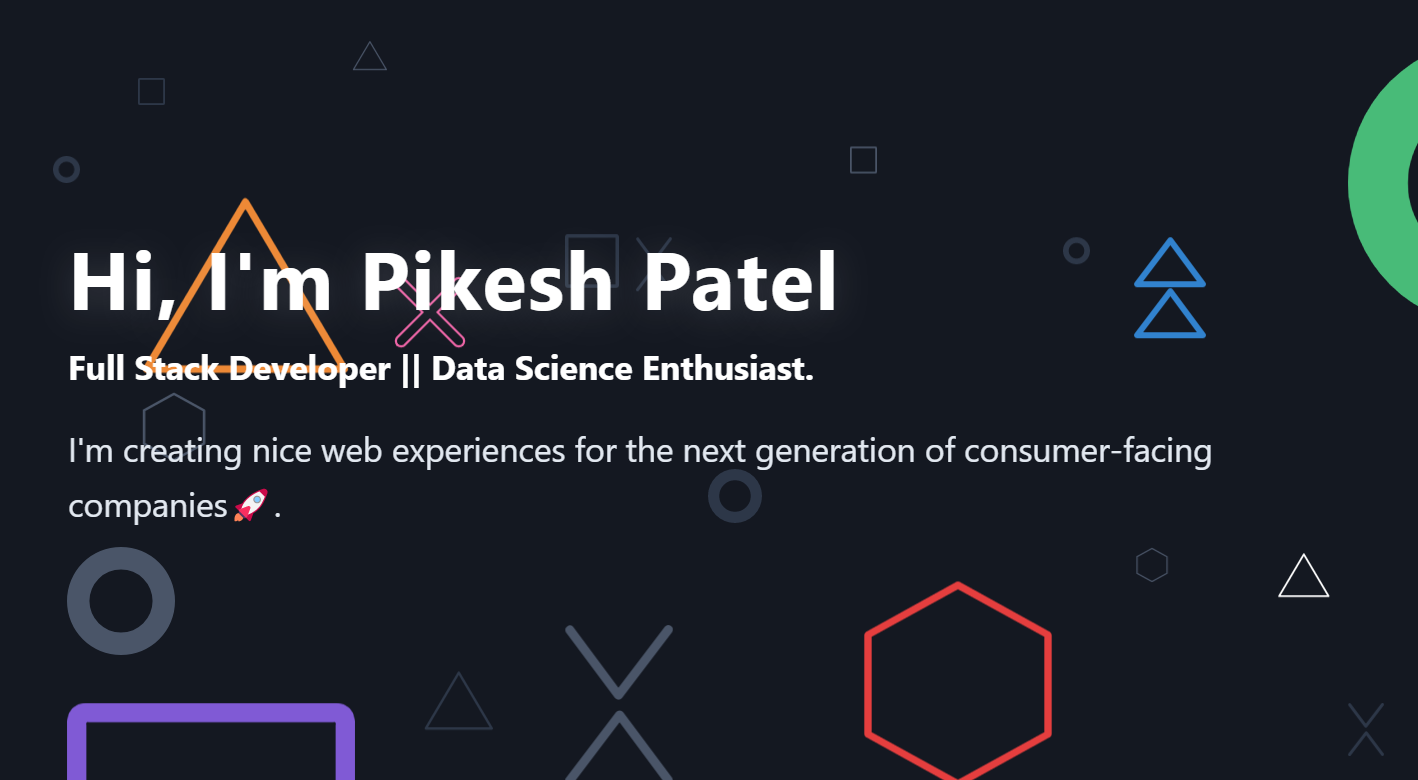 Hi, I'm Pikesh Patel
Full Stack Developer || Data Science Enthusiast.
I'm creating nice web experiences for the next generation of consumer-facing
companies🚀.